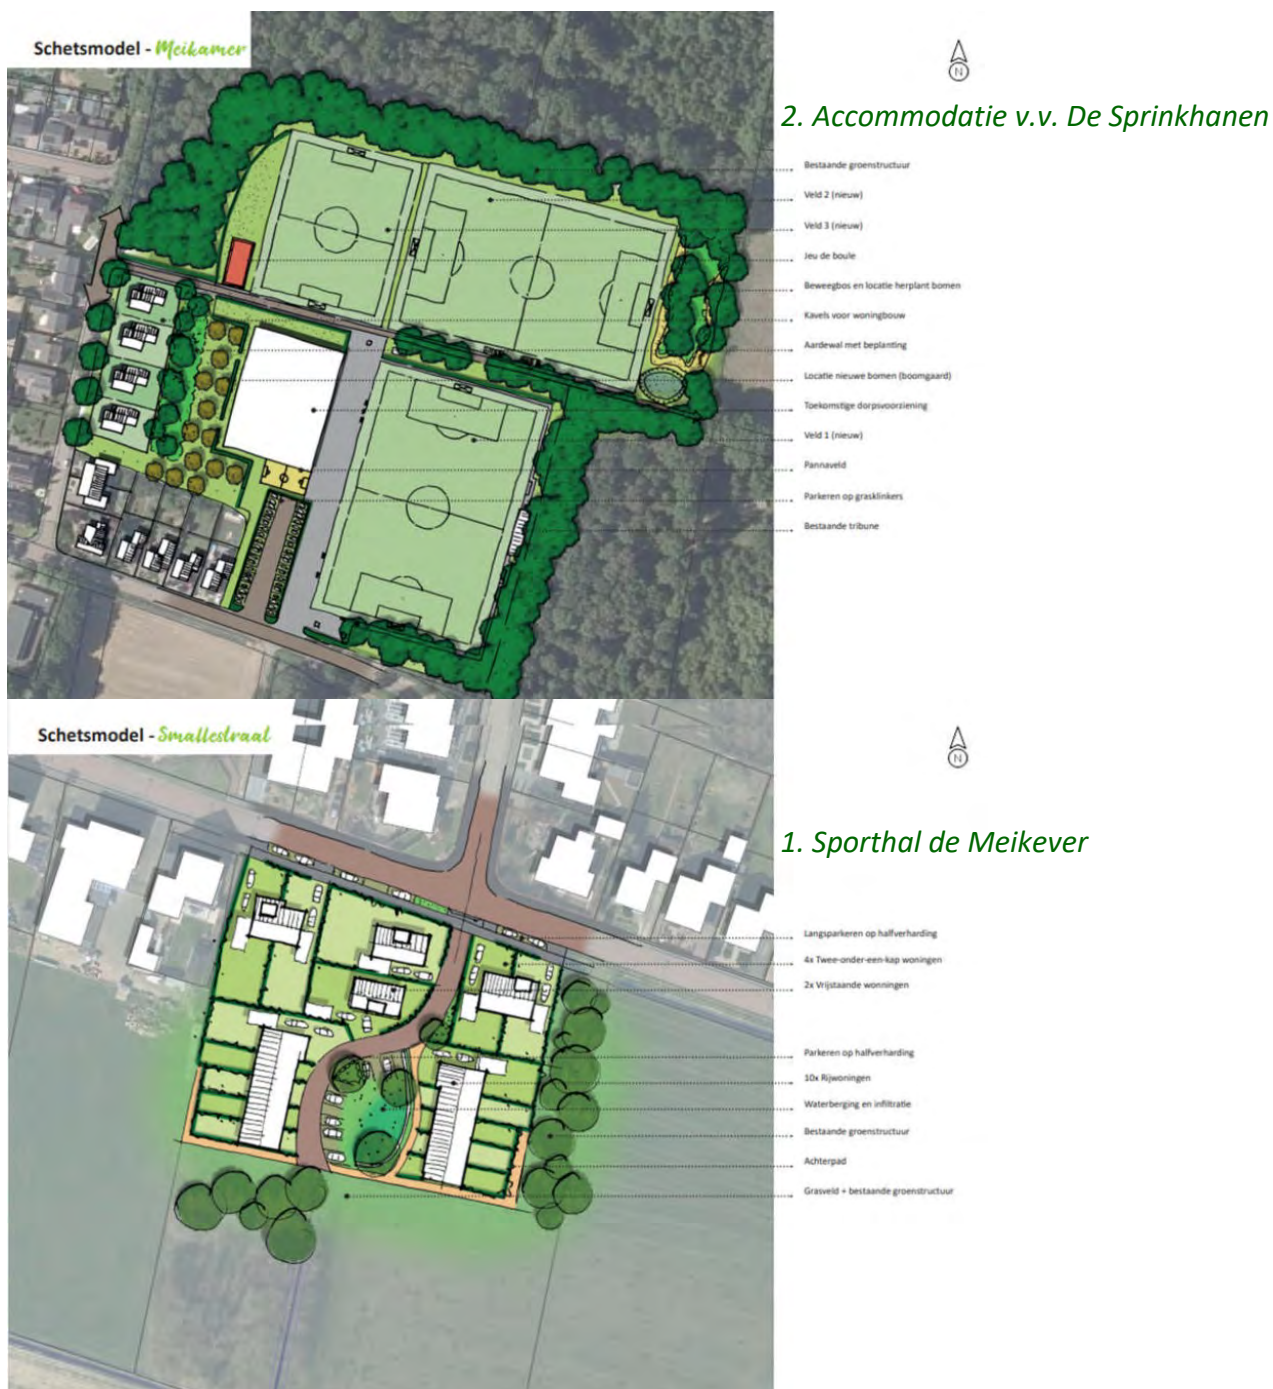 Schetsmodel - Meikamer
N
2. Accommodatie v.v. De Sprinkhanen
Bestaande groenstructuur
Veld 2 (nieuw)
Veld 3 (nieuw)
Jeu de boule
Beweegbos en locatie herplant bomen
Kavels voor woningbouw
Aardewal met beplanting
Locatie nieuwe bomen (boomgaard)
Toekomstige dorpsvoorziening
Veld 1 (nieuw)
Pannaveld
Parkeren op grasklinkers
Bestaande tribune
Schetsmodel - Smallestraat
N
1. Sporthal de Meikever
Langsparkeren op halfverharding
4x Twee-onder-een-kap woningen
2x Vrijstaande wonningen
Parkeren op halfverharding
10x Rijwoningen
Waterberging en infiltratie
Bestaande groenstructuur
Achterpad
Grasveld + bestaande groenstructuur